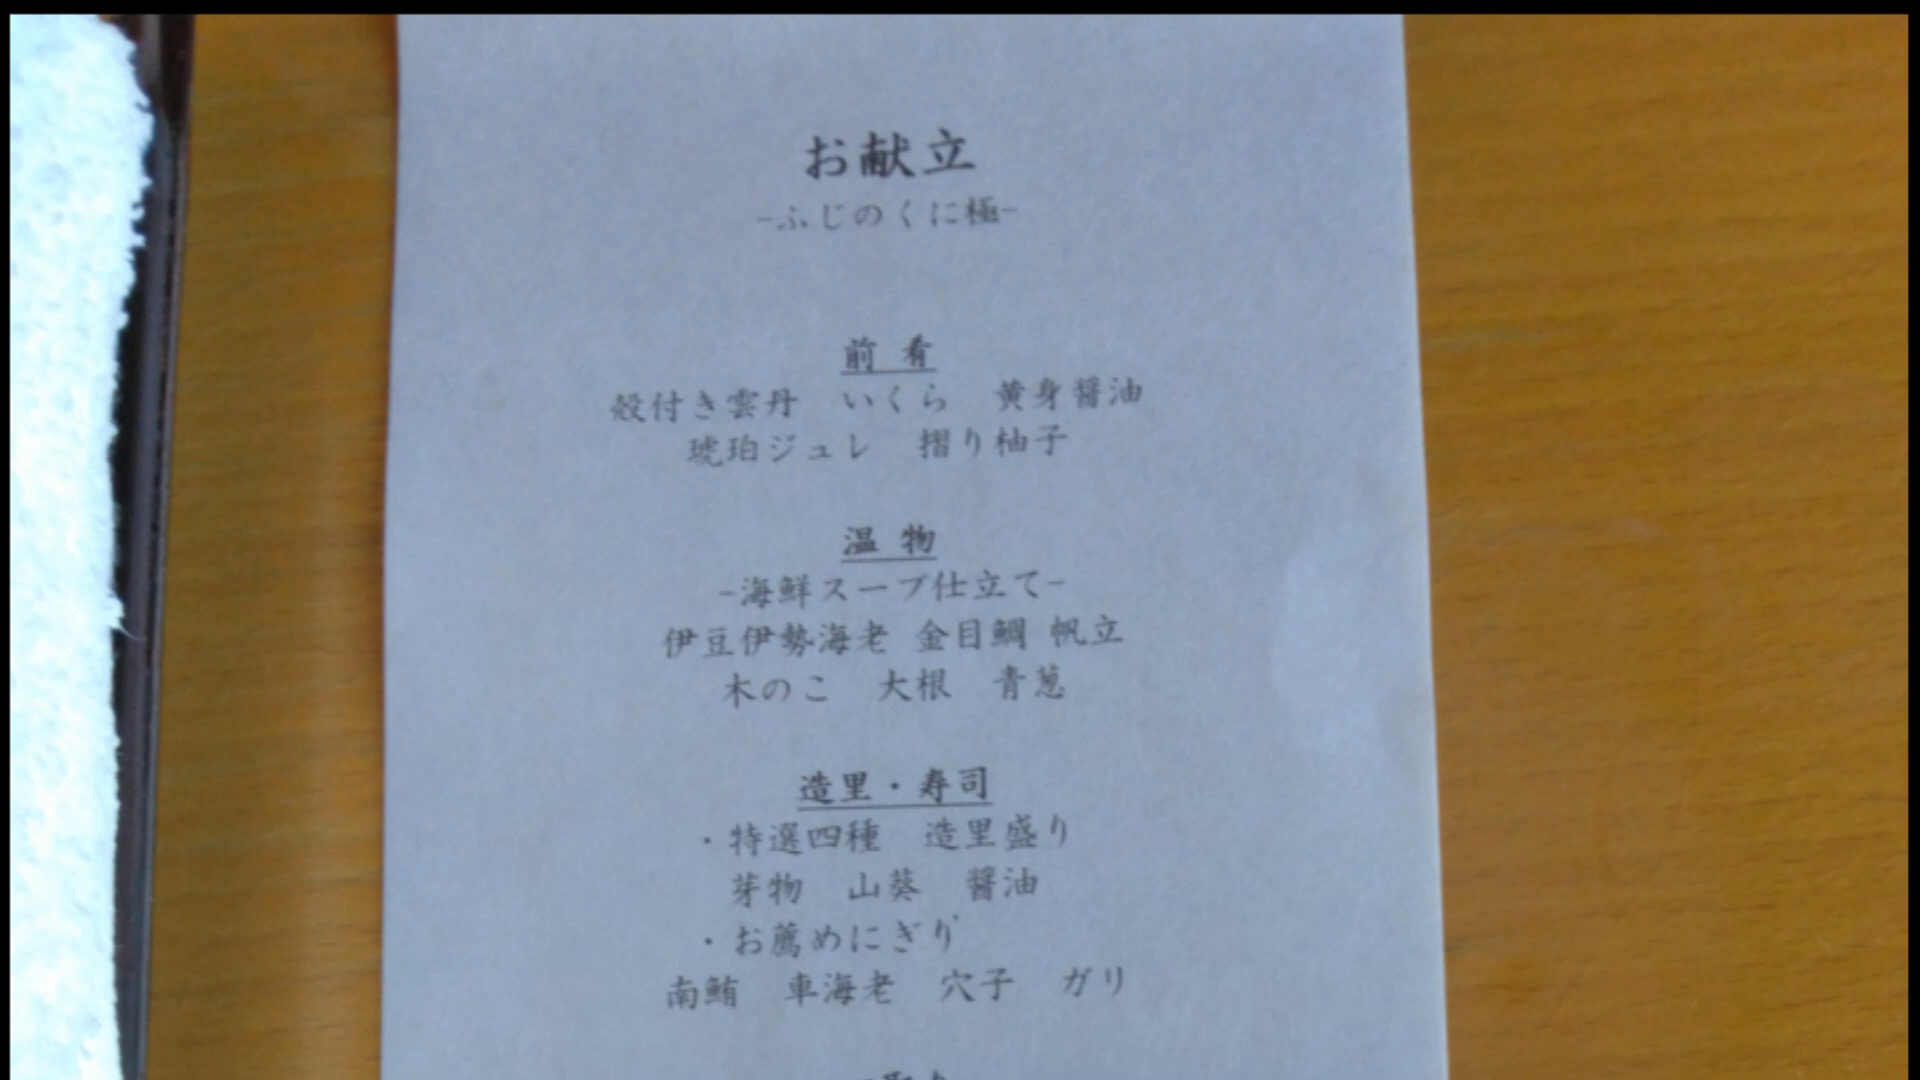 お献立
-ふじのくに極-
前 肴
殻付き雲丹　いくら　黄身醤油
琥珀ジュレ　摺り柚子
温 物
-海鮮スープ仕立て-
伊豆伊勢海老 金目鯛 帆立
木のこ　大根　青葱
造里・寿司
・特選四種　造里盛り
芽物　山葵　醤油
・お薦めにぎり
南鮪　車海老　穴子　ガリ